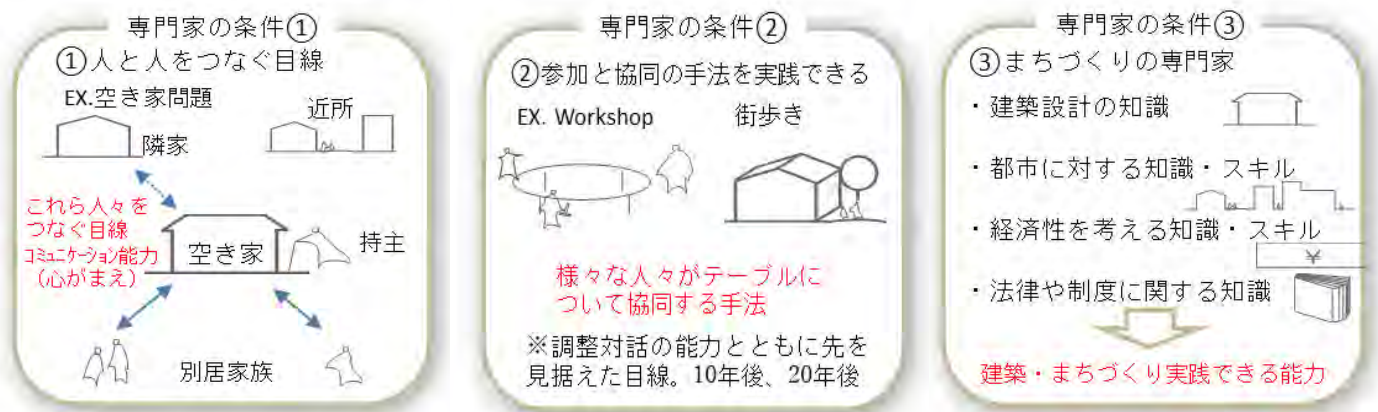 専門家の条件①
①人と人をつなぐ目線
EX.空き家問題
近所
隣家
これら人々を
つなぐ目線
コミュニケーション能力
（心がまえ）
空き家
持主
別居家族
専門家の条件②
②参加と協同の手法を実践できる
EX. Workshop
街歩き
様々な人々がテーブルに
ついて協同する手法
※調整対話の能力とともに先を
見据えた目線。10年後、20年後
専門家の条件③
③まちづくりの専門家
・建築設計の知識
・都市に対する知識・スキル
・経済性を考える知識・スキル
¥
・法律や制度に関する知識
建築・まちづくり実践できる能力